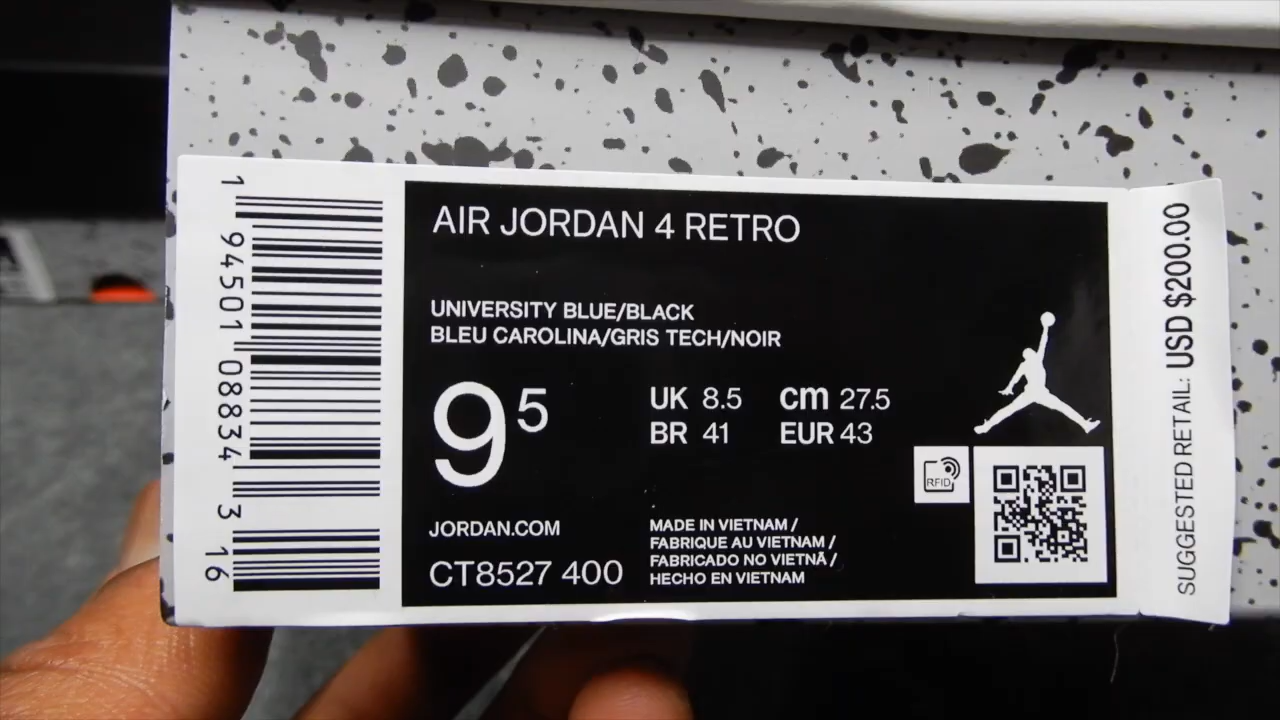 AIR JORDAN 4 RETRO
UNIVERSITY BLUE/BLACK
BLEU CAROLINA/GRIS TECH/NOIR
9 5
UK 8.5 cm 27.5
BR 41 EUR 43
RFID
JORDAN.COM
CT8527 400
MADE IN VIETNAM /
FABRIQUE AU VIETNAM /
FABRICADO NO VIETNÃ /
HECHO EN VIETNAM
1 94501 08834 3 16
SUGGESTED RETAIL: USD $200.00